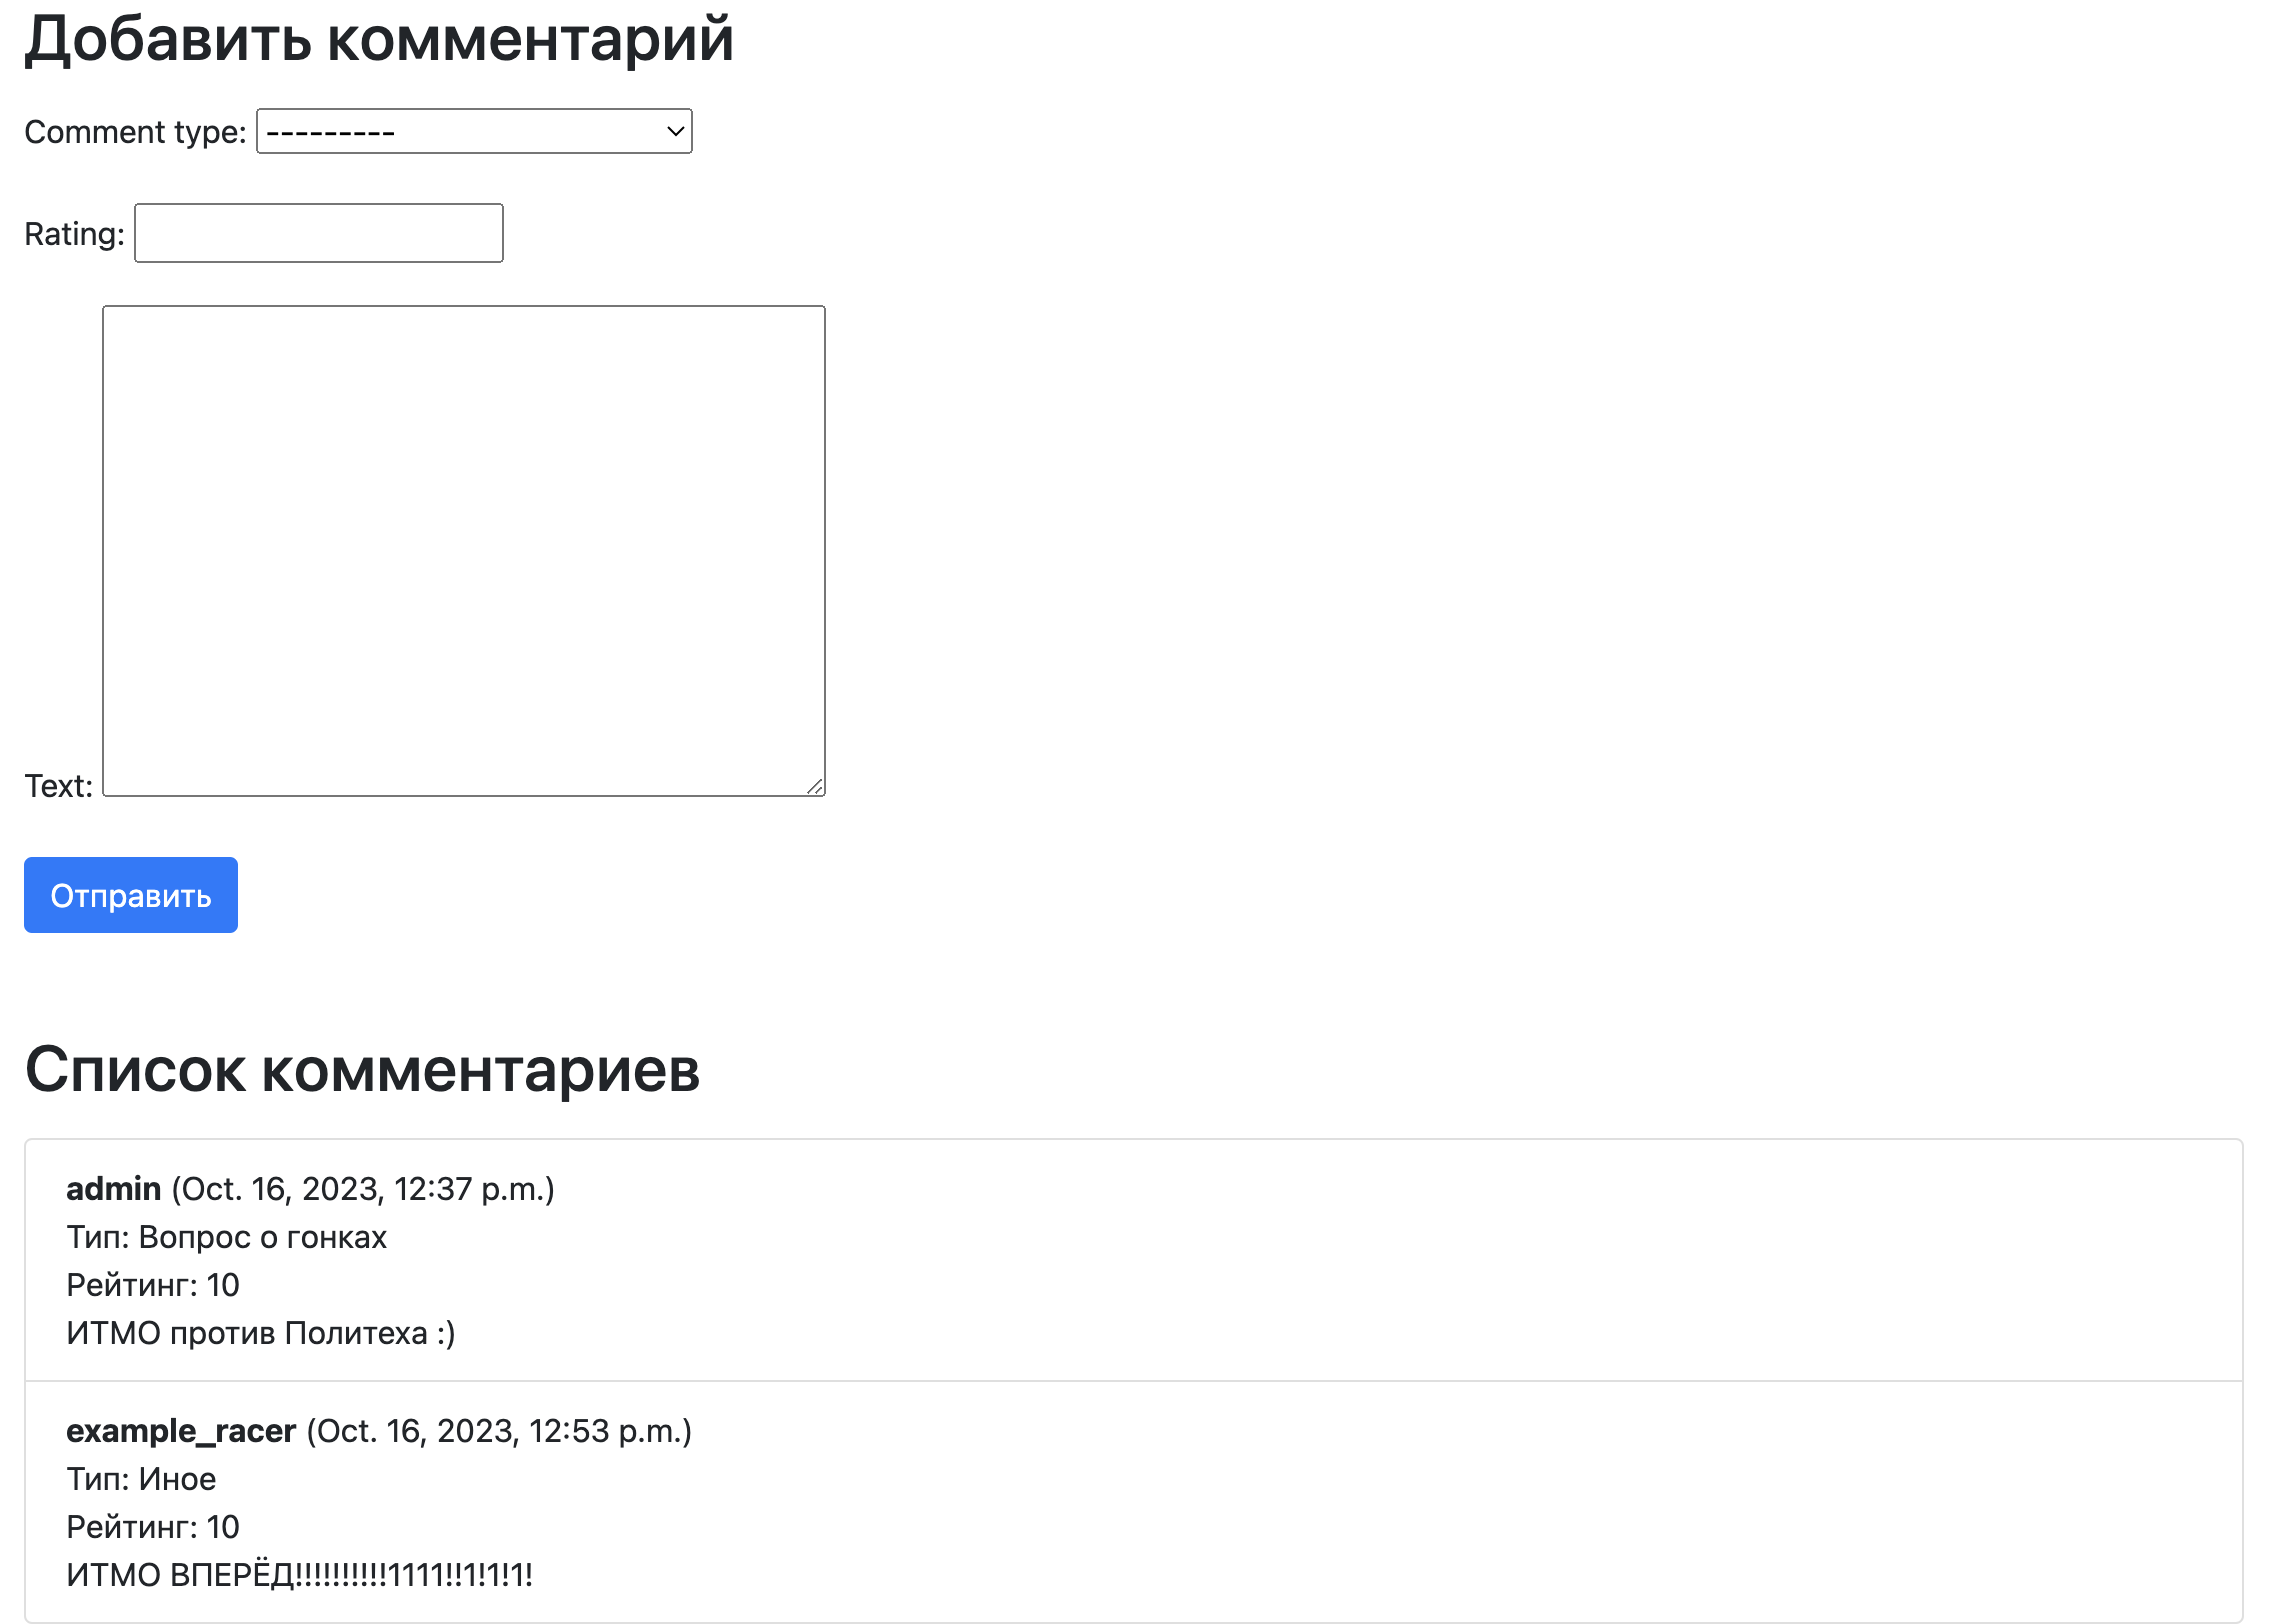 Добавить комментарий
Comment type: ---------
Rating:
Text:
Отправить
Список комментариев
admin (Oct. 16, 2023, 12:37 p.m.)
Тип: Вопрос о гонках
Рейтинг: 10
ИТМО против Политеха :)
example_racer (Oct. 16, 2023, 12:53 p.m.)
Тип: Иное
Рейтинг: 10
ИТМО ВПЕРЁД!!!!!!!!!!1111!!1!1!1!